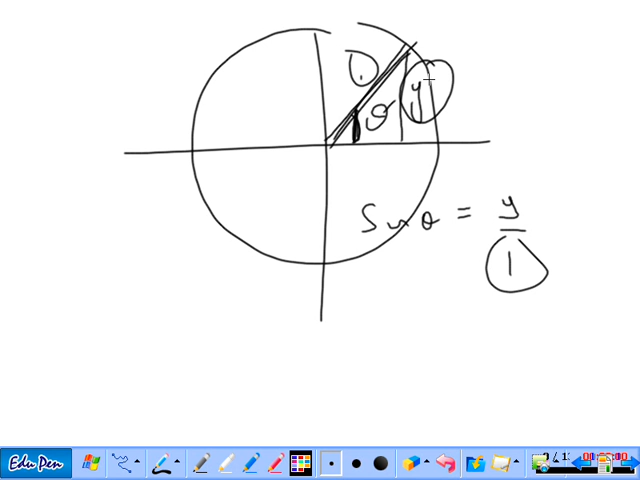 1
θ
y
Sin θ = y
1
Edu Pen